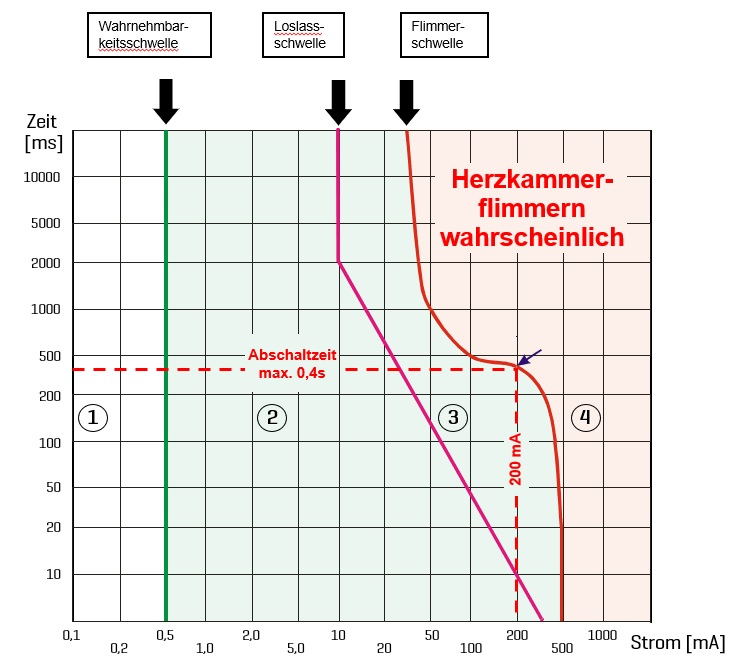 Wahrnehmbar-
keitsschwelle
Loslass-
schwelle
Flimmer-
schwelle
Zeit
[ms]
Herzkammer-
flimmern
wahrscheinlich
10000
5000
2000
1000
500
200
100
50
20
10
Abschaltzeit
max. 0,4s
1
2
3
4
200 mA
0,1
0,2
0,5
1,0
2,0
5,0
10
20
50
100
200
500
1000
Strom [mA]